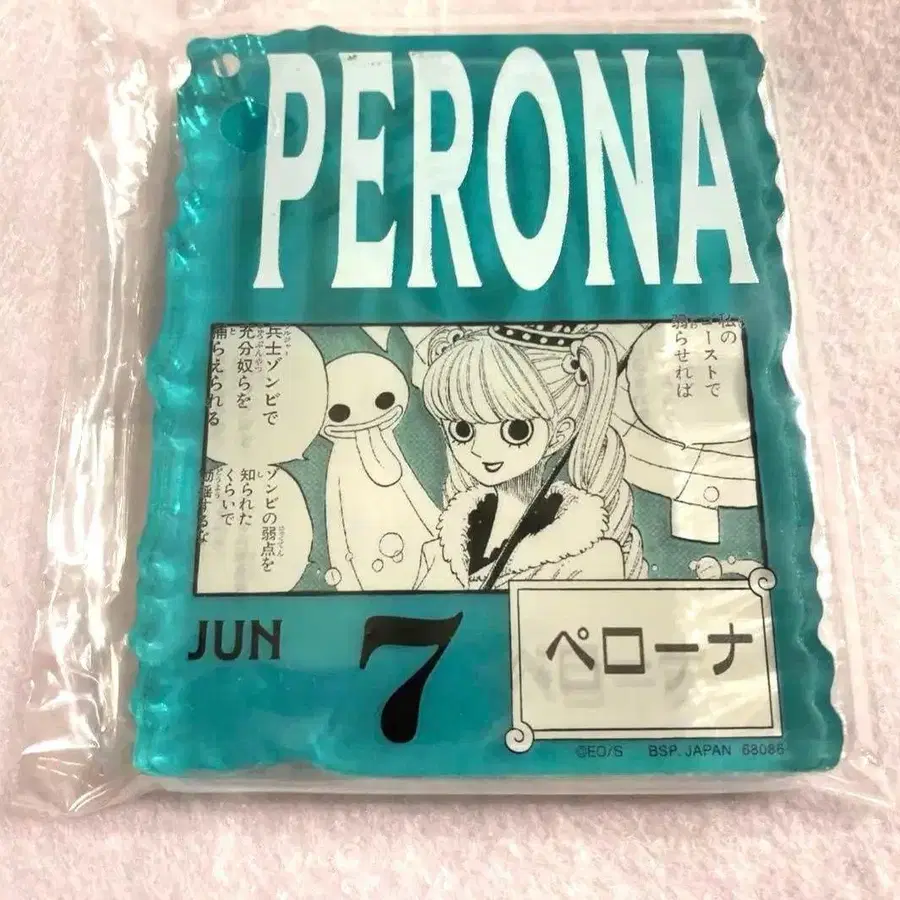 PERONA
私の
ゴーストで
弱らせれば
兵士ゾンビで
充分奴らを
捕らえられる
ゾンビの弱点を
知られた
くらいで
動揺するな
JUN 7
ペローナ
©EO/S BSP. JAPAN 68086